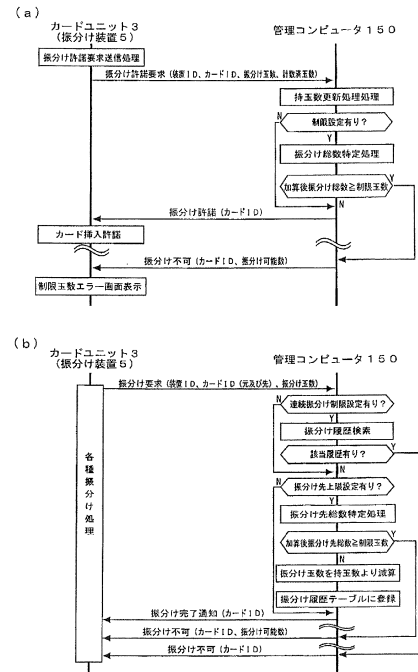 (a)
カードユニット3
(振分け装置5)
管理コンピュータ150
振分け許諾要求送信処理
振分け許諾要求(装置ID、カードID、振分け玉数、計数済玉数)
持玉数更新処理処理
N
制限設定有り?
Y
振分け総数特定処理
Y
加算後振分け総数≧制限玉数
N
振分け許諾(カードID)
カード挿入許諾
振分け不可(カードID、差分け可能数)
制限玉数エラー画面表示
(b)
カードユニット3
(振分け装置5)
管理コンピュータ150
振分け要求(装置ID、カードID(元及び先)、振分け玉数)
N
連続振分け制限設定有り?
Y
振分け履歴検索
Y
該当履歴有り?
N
各種振分け処理
N
振分け先上限設定有り?
Y
振分け先総数特定処理
Y
加算後振分け先総数≧制限玉数
N
振分け玉数を持玉数より減算
振分け履歴テーブルに登録
振分け完了通知(カードID)
振分け不可(カードID、振分け可能数)
振分け不可(カードID)